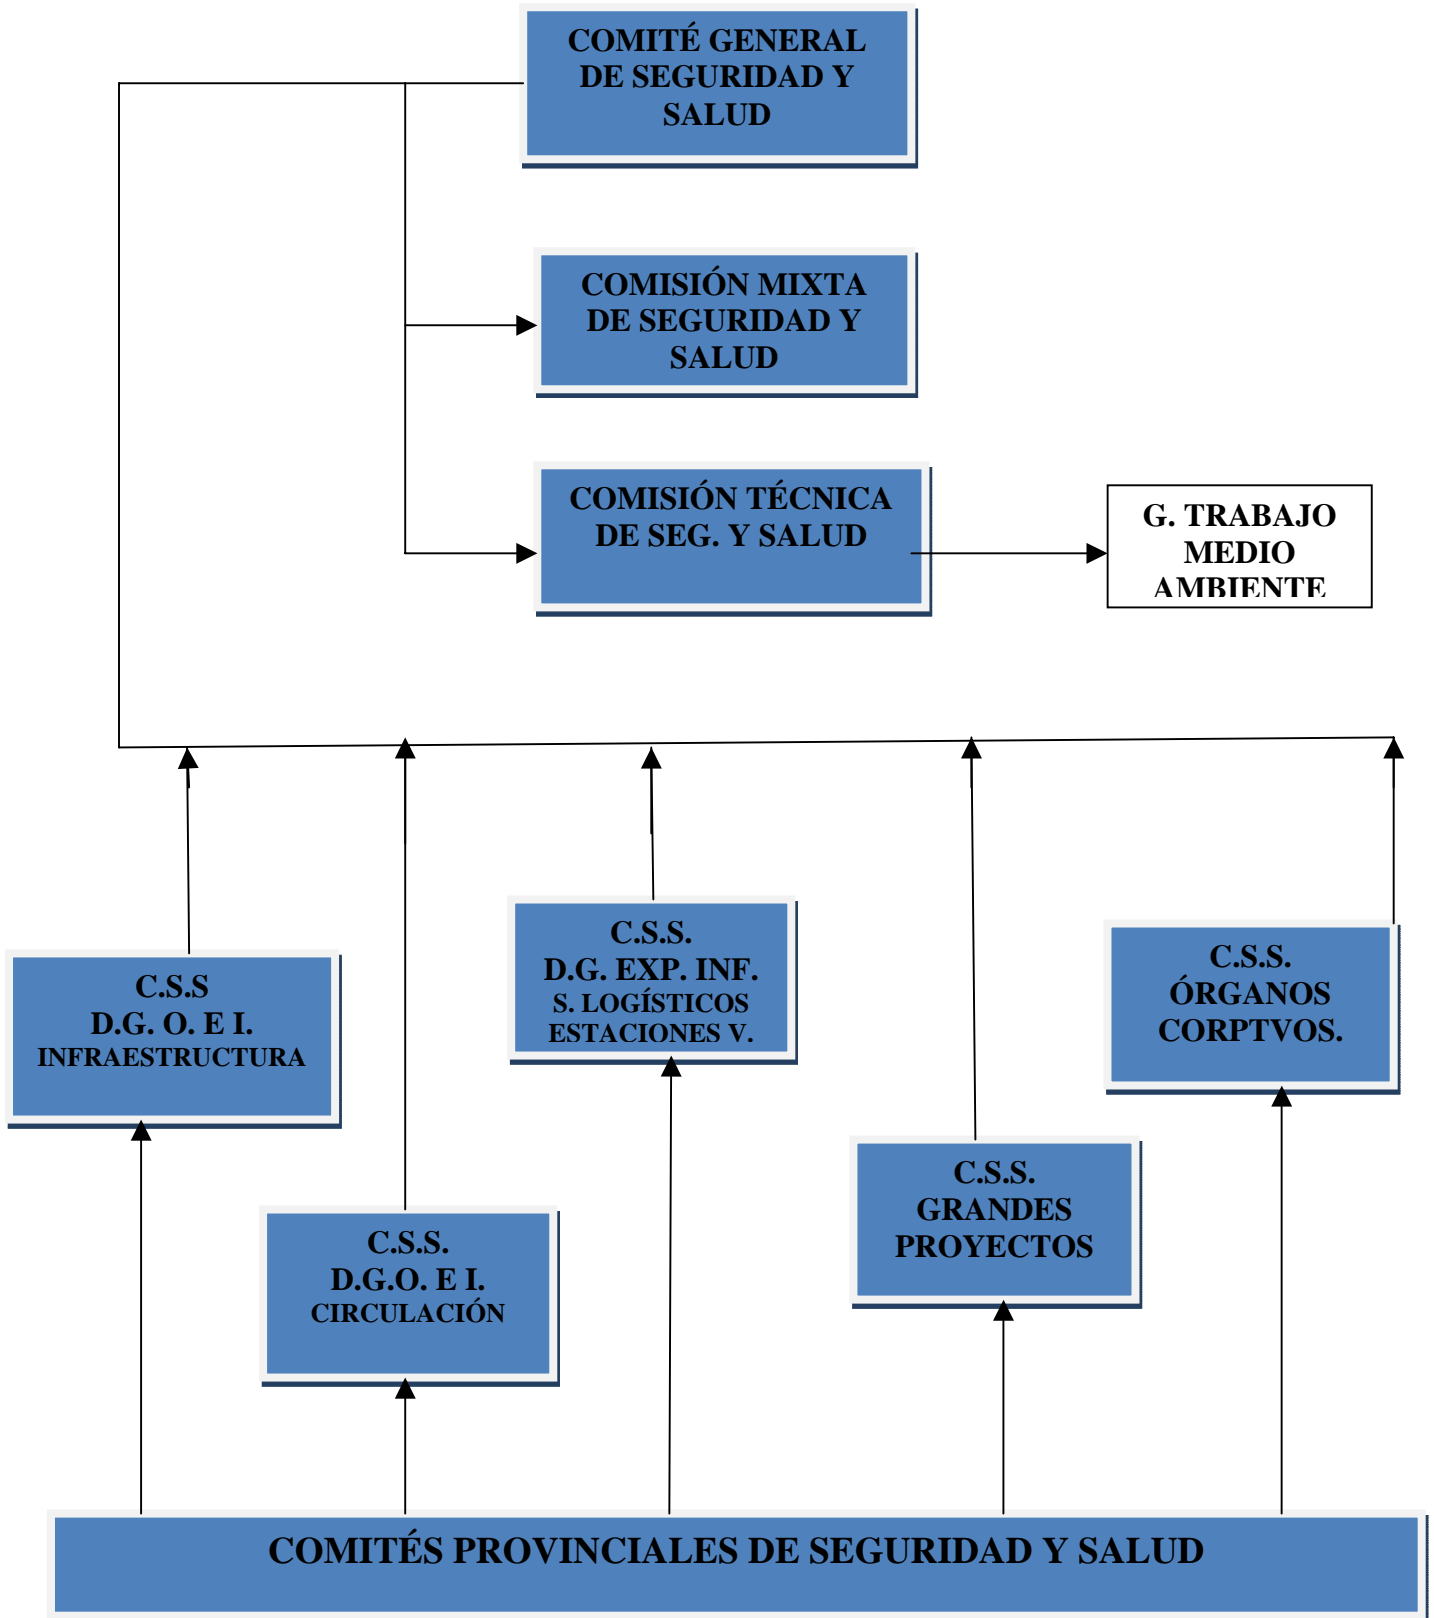 COMITÉ GENERAL
DE SEGURIDAD Y
SALUD
COMISIÓN MIXTA
DE SEGURIDAD Y
SALUD
COMISIÓN TÉCNICA
DE SEG. Y SALUD
G. TRABAJO
MEDIO
AMBIENTE
C.S.S
D.G. O. E I.
INFRAESTRUCTURA
C.S.S.
D.G.O. E I.
CIRCULACIÓN
C.S.S.
D.G. EXP. INF.
S. LOGÍSTICOS
ESTACIONES V.
C.S.S.
GRANDES
PROYECTOS
C.S.S.
ÓRGANOS
CORPTVOS.
COMITÉS PROVINCIALES DE SEGURIDAD Y SALUD